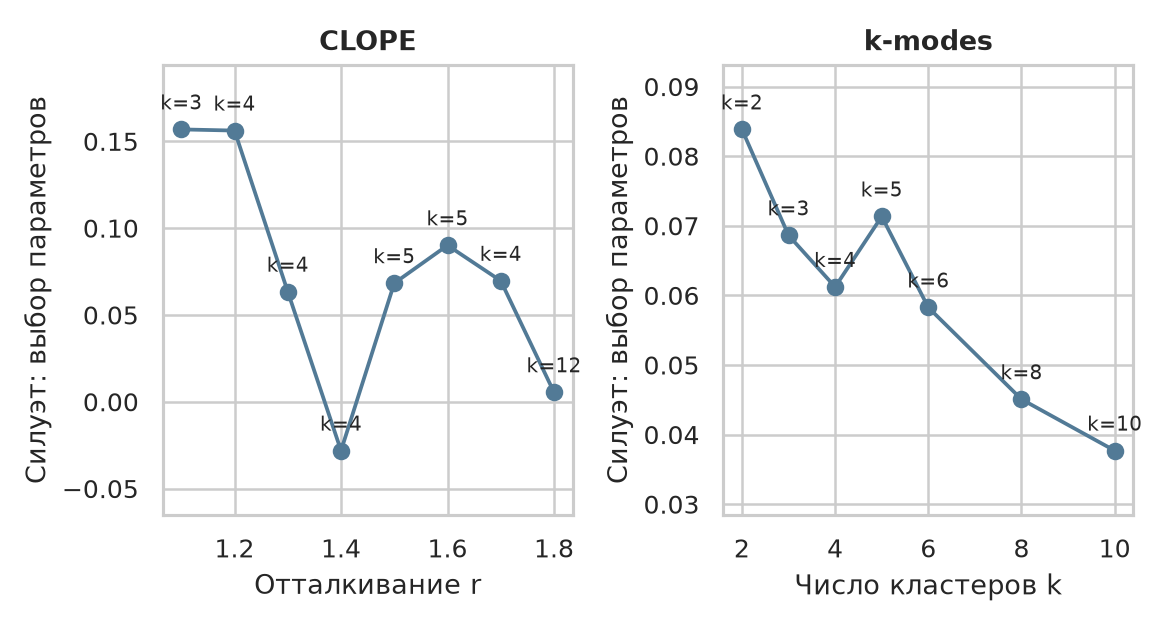 CLOPE
Силуэт: выбор параметров
0.15
0.10
0.05
0.00
−0.05
k=3
k=4
k=4
k=4
k=5
k=5
k=4
k=12
1.2
1.4
1.6
1.8
Отталкивание r
k-modes
Силуэт: выбор параметров
0.09
0.08
0.07
0.06
0.05
0.04
0.03
k=2
k=3
k=4
k=5
k=6
k=8
k=10
2
4
6
8
10
Число кластеров k